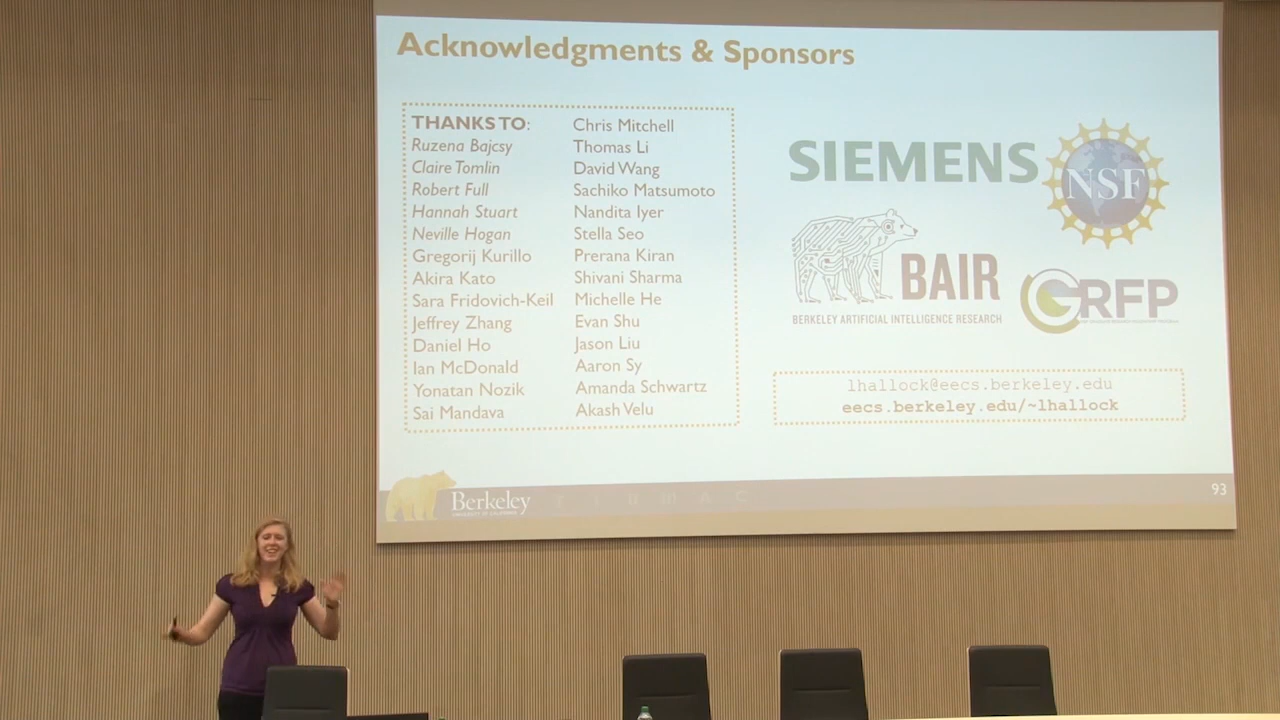 Acknowledgments & Sponsors
THANKS TO:
Ruzena Bajcsy
Claire Tomlin
Robert Full
Hannah Stuart
Neville Hogan
Gregorij Kurillo
Akira Kato
Sara Fridovich-Keil
Jeffrey Zhang
Daniel Ho
Ian McDonald
Yonatan Nozik
Sai Mandava
Chris Mitchell
Thomas Li
David Wang
Sachiko Matsumoto
Nandita Iyer
Stella Seo
Prerana Kiran
Shivani Sharma
Michelle He
Evan Shu
Jason Liu
Aaron Sy
Amanda Schwartz
Akash Velu
SIEMENS
NSF
BAIR
BERKELEY ARTIFICIAL INTELLIGENCE RESEARCH
GRFP
lhallock@eecs.berkeley.edu
eecs.berkeley.edu/~lhallock
Berkeley
UNIVERSITY OF CALIFORNIA
93